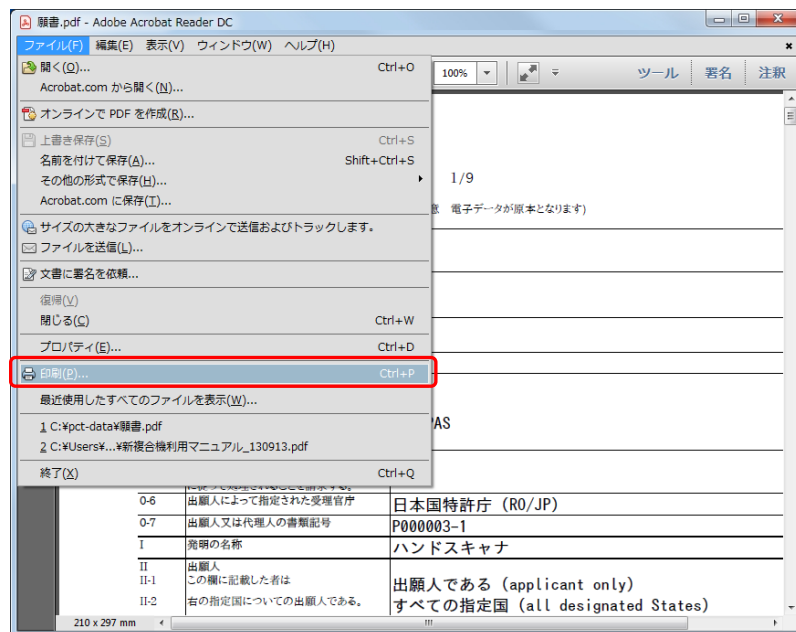 願書.pdf - Adobe Acrobat Reader DC
ファイル(F) 編集(E) 表示(V) ウィンドウ(W) ヘルプ(H)
100% ツール 署名 注釈
開く(O)... Ctrl+O
Acrobat.com から開く(N)...
オンラインで PDF を作成(R)...
上書き保存(S) Ctrl+S
名前を付けて保存(A)... Shift+Ctrl+S
その他の形式で保存(H)...
Acrobat.com に保存(T)...
サイズの大きなファイルをオンラインで送信およびトラックします。
ファイルを送信(L)...
文書に署名を依頼...
復帰(V)
閉じる(C) Ctrl+W
プロパティ(E)... Ctrl+D
印刷(P)... Ctrl+P
最近使用したすべてのファイルを表示(W)...
1 C:¥pct-data¥願書.pdf
2 C:¥Users¥...¥新複合機利用マニュアル_130913.pdf
終了(X) Ctrl+Q
1/9
電子データが原本となります)
PAS
0-6 出願人によって指定された受理官庁 日本国特許庁 (RO/JP)
0-7 出願人又は代理人の書類記号 P000003-1
I 発明の名称 ハンドスキャナ
II 出願人
II-1 この欄に記載した者は 出願人である (applicant only)
II-2 右の指定国についての出願人である。 すべての指定国 (all designated States)
210 x 297 mm